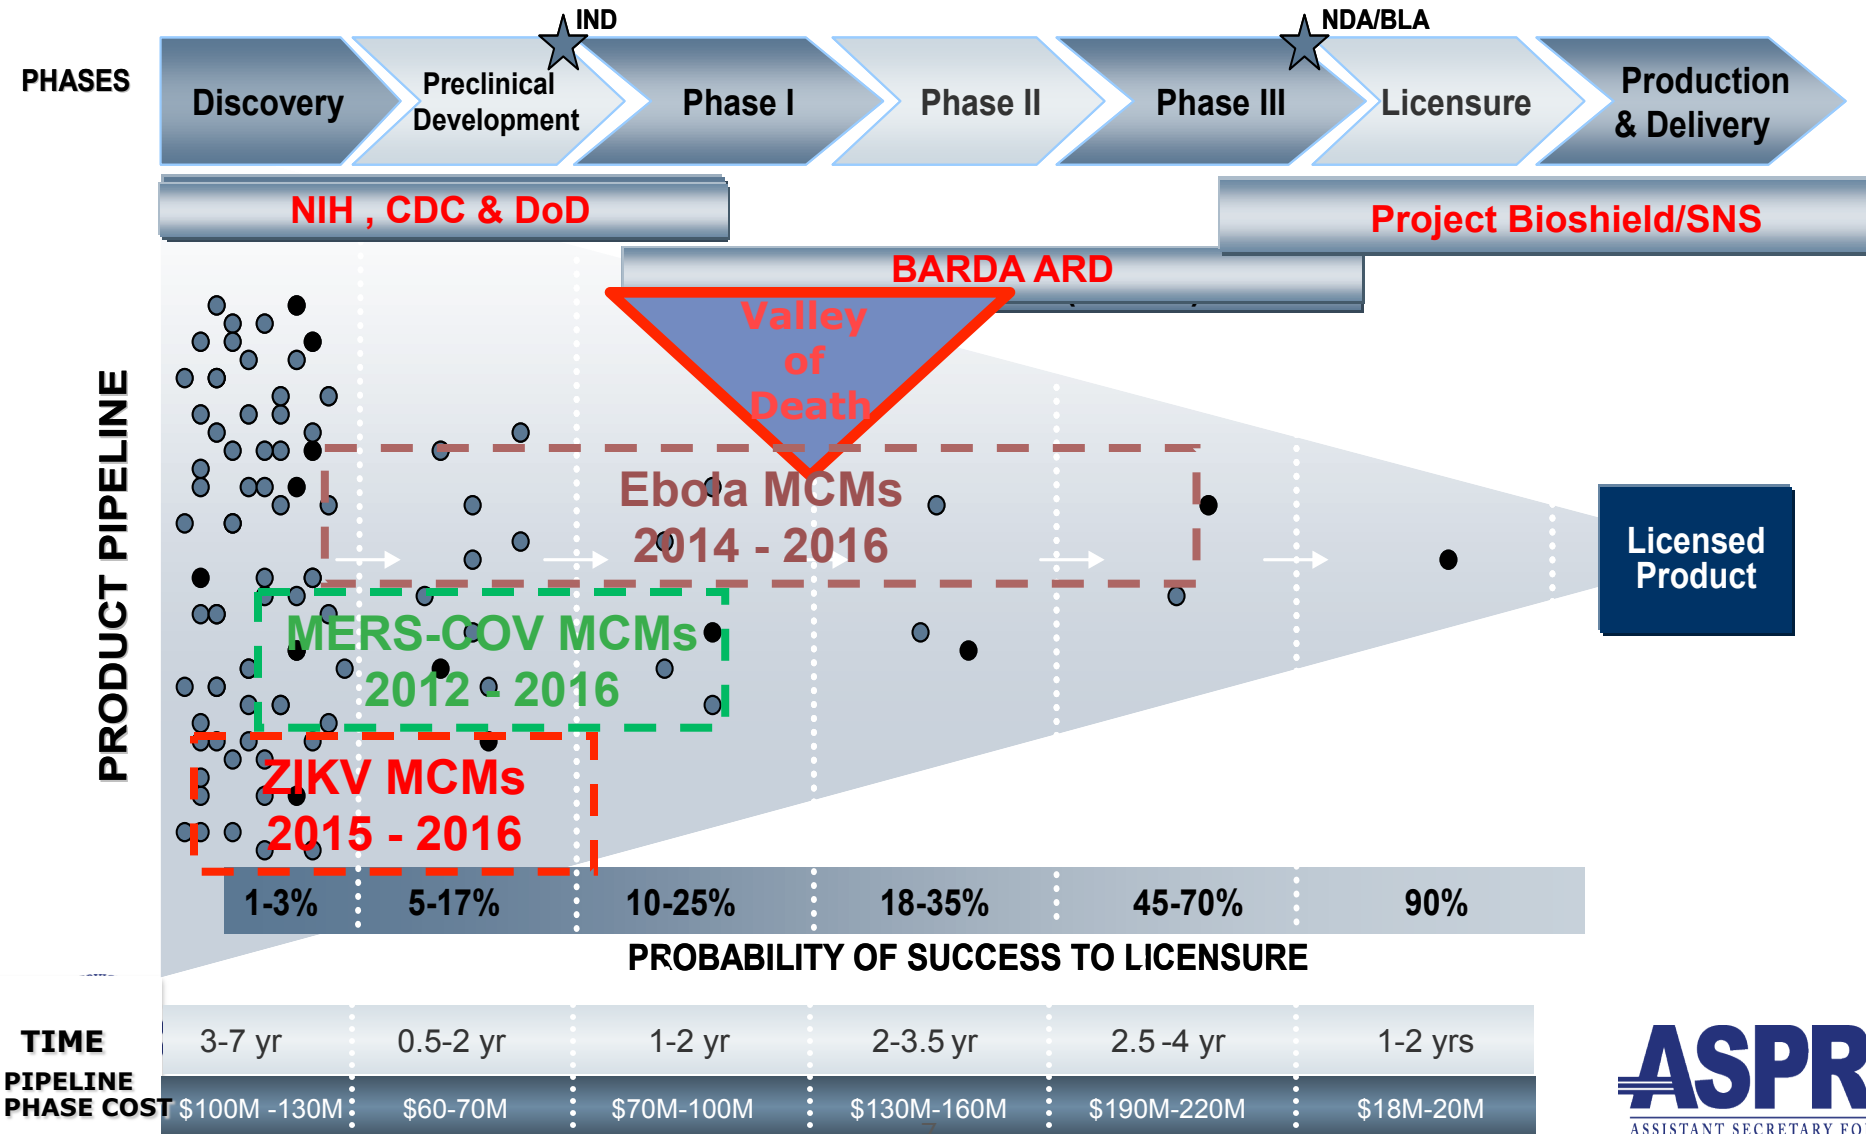 IND
NDA/BLA
PHASES
Discovery
Preclinical
Development
Phase I
Phase II
Phase III
Licensure
Production
& Delivery
NIH , CDC & DoD
Project Bioshield/SNS
BARDA ARD
Valley
of
Death
PRODUCT PIPELINE
Ebola MCMs
2014 - 2016
Licensed
Product
MERS-COV MCMs
2012 - 2016
ZIKV MCMs
2015 - 2016
1-3%
5-17%
10-25%
18-35%
45-70%
90%
PROBABILITY OF SUCCESS TO LICENSURE
TIME
3-7 yr
0.5-2 yr
1-2 yr
2-3.5 yr
2.5 -4 yr
1-2 yrs
PIPELINE
PHASE COST
$100M -130M
$60-70M
$70M-100M
$130M-160M
$190M-220M
$18M-20M
ASPR
ASSISTANT SECRETARY FO